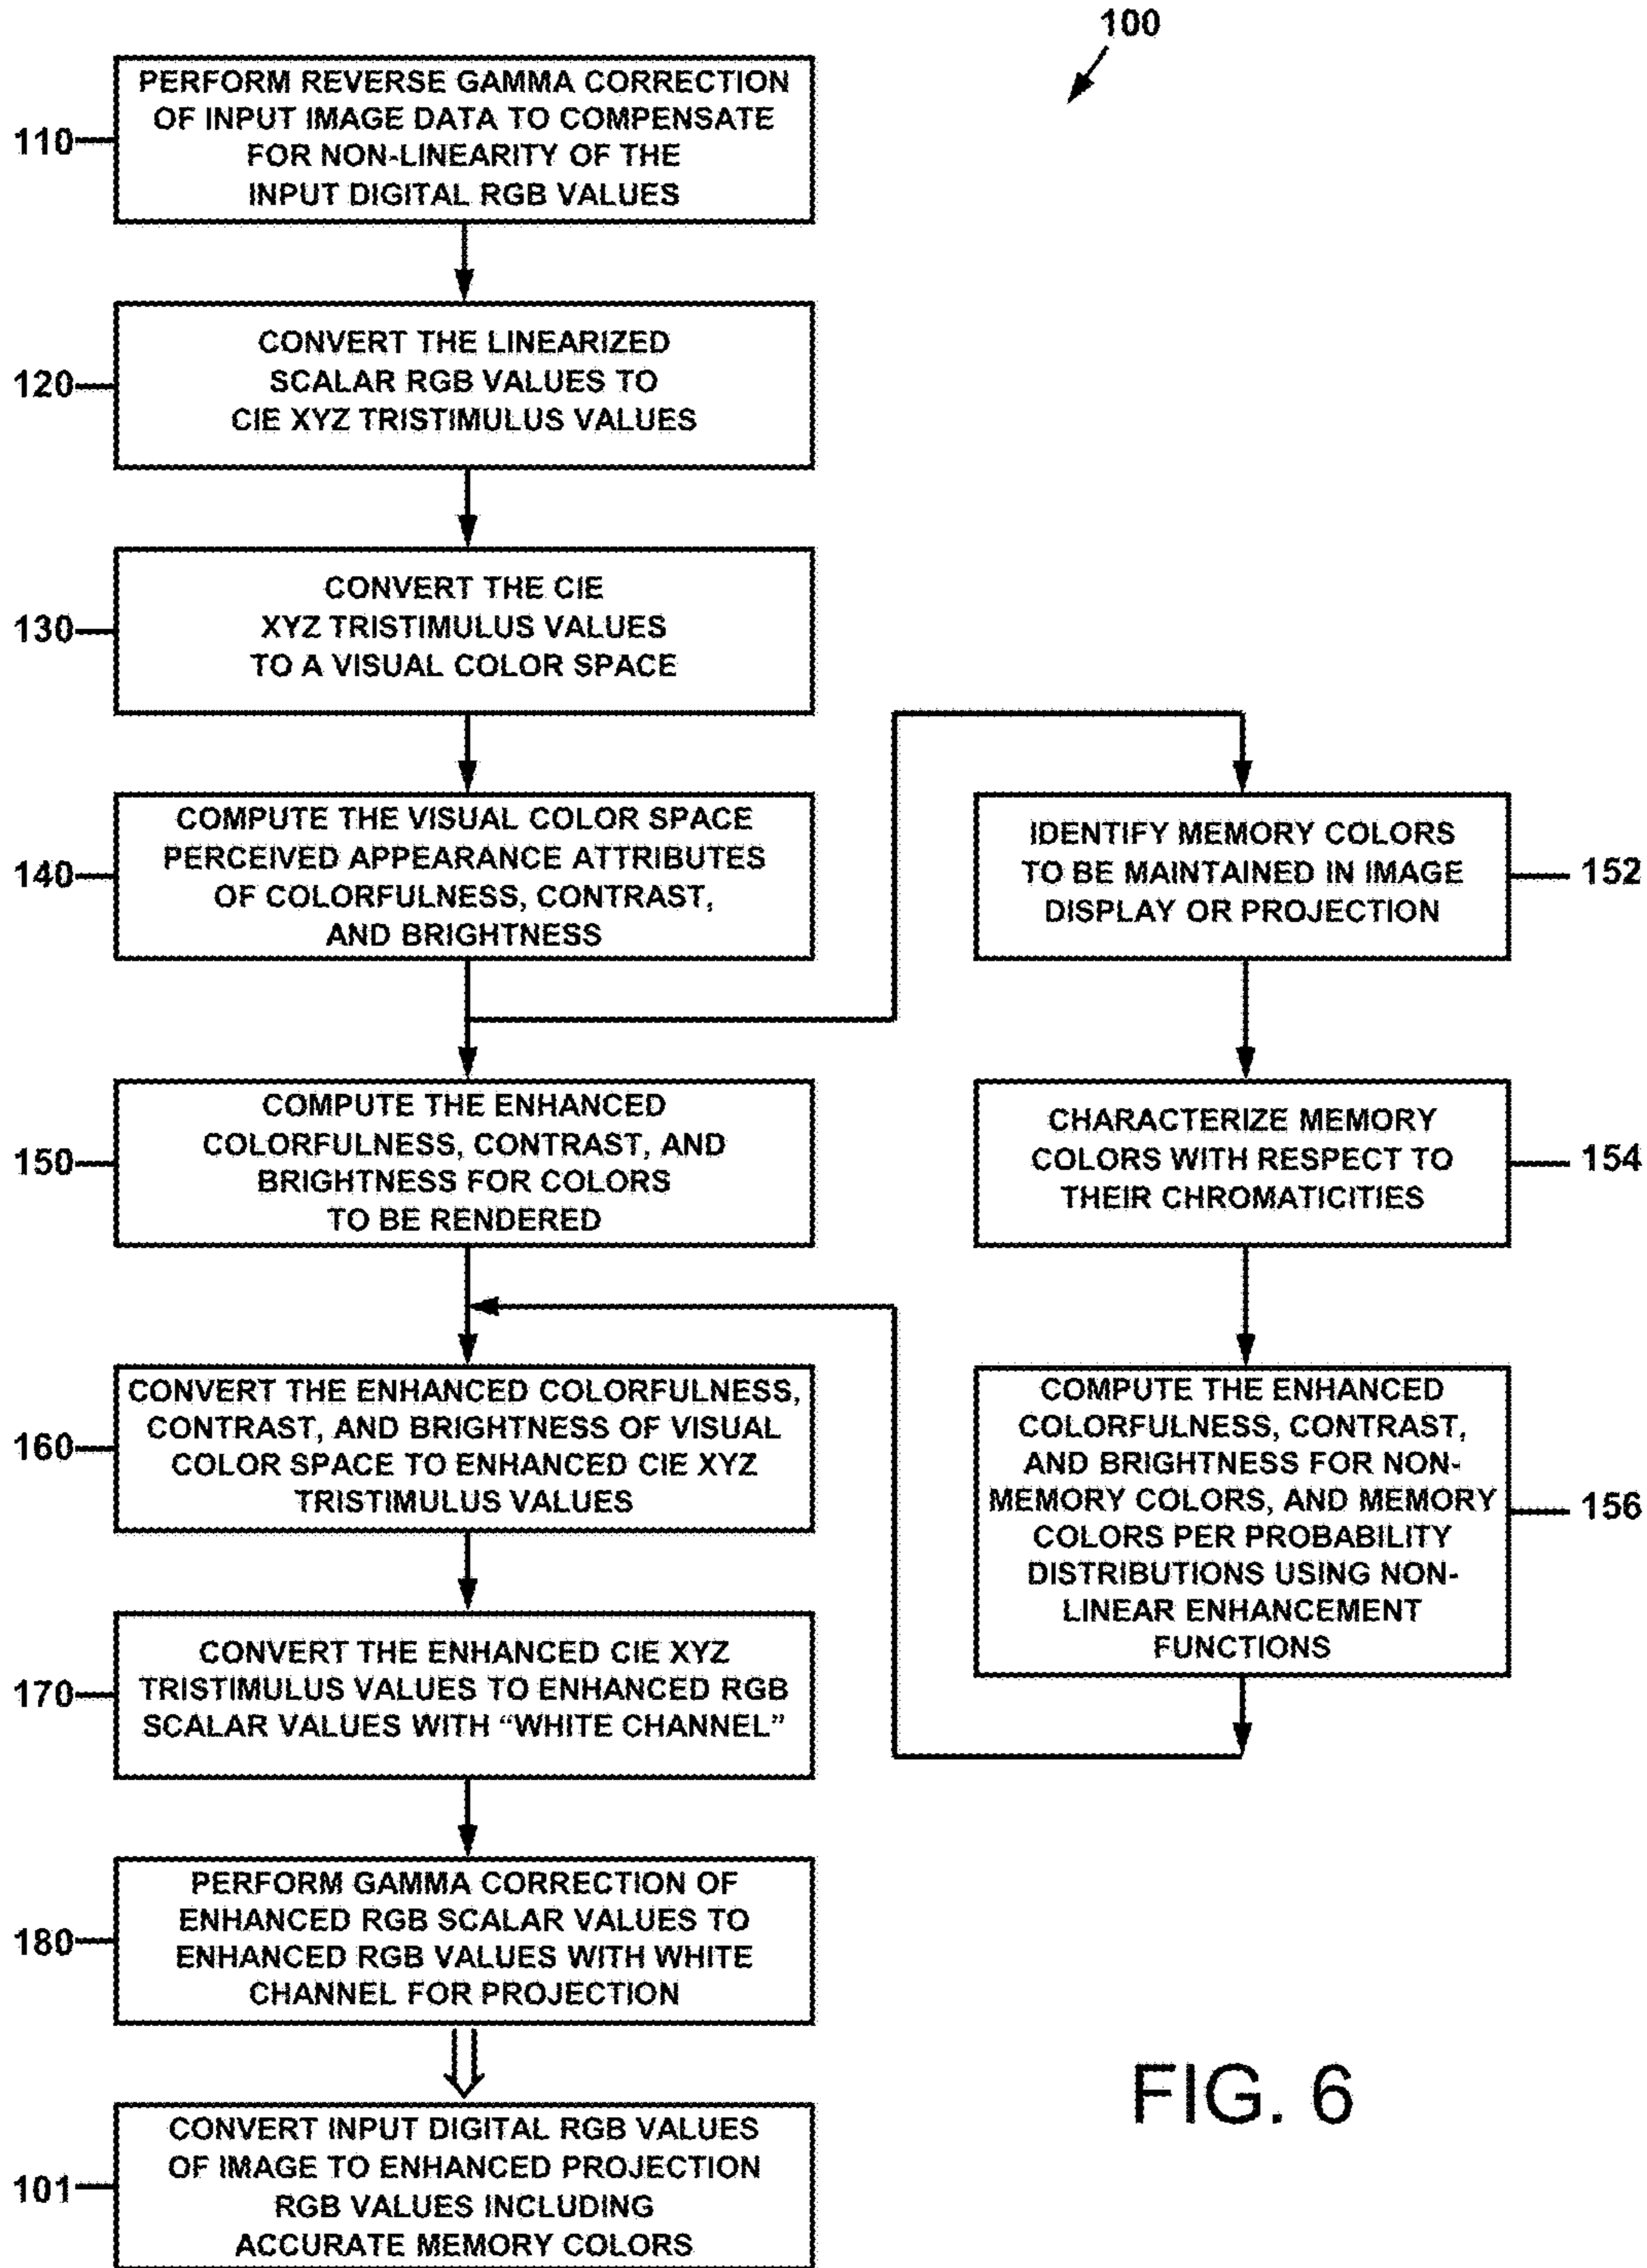 100
PERFORM REVERSE GAMMA CORRECTION
OF INPUT IMAGE DATA TO COMPENSATE
FOR NON-LINEARITY OF THE
INPUT DIGITAL RGB VALUES
110
CONVERT THE LINEARIZED
SCALAR RGB VALUES TO
CIE XYZ TRISTIMULUS VALUES
120
CONVERT THE CIE
XYZ TRISTIMULUS VALUES
TO A VISUAL COLOR SPACE
130
COMPUTE THE VISUAL COLOR SPACE
PERCEIVED APPEARANCE ATTRIBUTES
OF COLORFULNESS, CONTRAST,
AND BRIGHTNESS
140
COMPUTE THE ENHANCED
COLORFULNESS, CONTRAST, AND
BRIGHTNESS FOR COLORS
TO BE RENDERED
150
IDENTIFY MEMORY COLORS
TO BE MAINTAINED IN IMAGE
DISPLAY OR PROJECTION
152
CHARACTERIZE MEMORY
COLORS WITH RESPECT TO
THEIR CHROMATICITIES
154
COMPUTE THE ENHANCED
COLORFULNESS, CONTRAST,
AND BRIGHTNESS FOR NON-
MEMORY COLORS, AND MEMORY
COLORS PER PROBABILITY
DISTRIBUTIONS USING NON-
LINEAR ENHANCEMENT
FUNCTIONS
156
CONVERT THE ENHANCED COLORFULNESS,
CONTRAST, AND BRIGHTNESS OF VISUAL
COLOR SPACE TO ENHANCED CIE XYZ
TRISTIMULUS VALUES
160
CONVERT THE ENHANCED CIE XYZ
TRISTIMULUS VALUES TO ENHANCED RGB
SCALAR VALUES WITH “WHITE CHANNEL”
170
PERFORM GAMMA CORRECTION OF
ENHANCED RGB SCALAR VALUES TO
ENHANCED RGB VALUES WITH WHITE
CHANNEL FOR PROJECTION
180
CONVERT INPUT DIGITAL RGB VALUES
OF IMAGE TO ENHANCED PROJECTION
RGB VALUES INCLUDING
ACCURATE MEMORY COLORS
101
FIG. 6